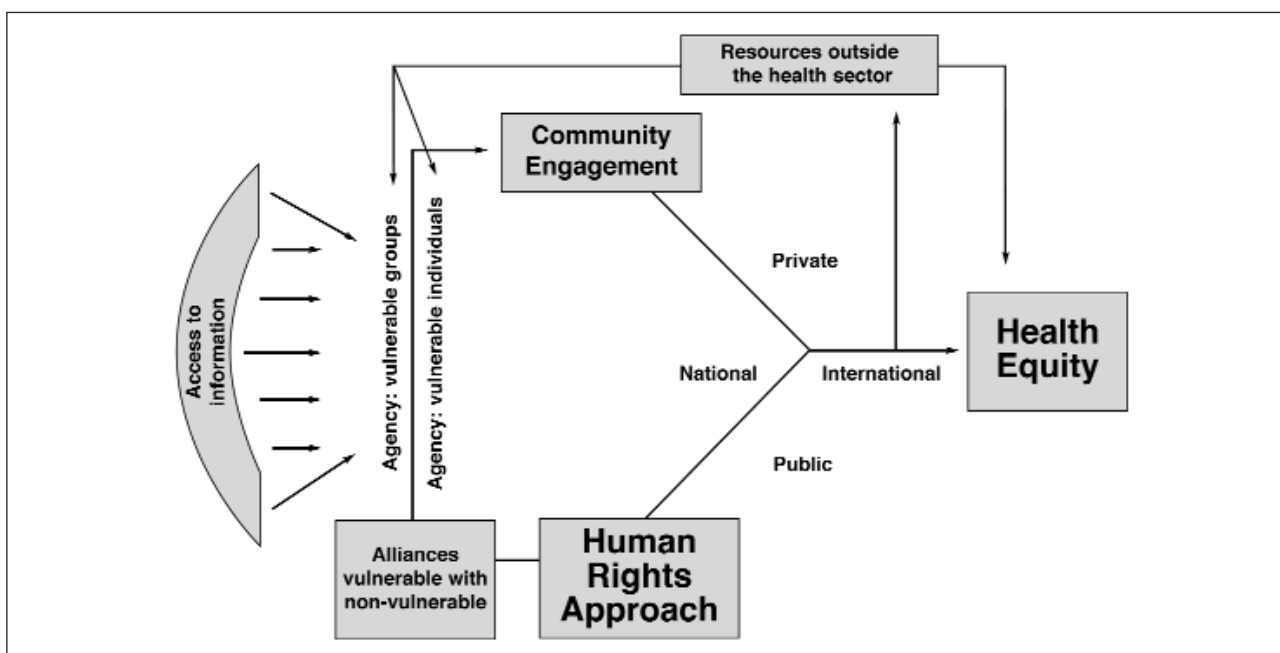 Resources outside
the health sector
Community
Engagement
Access to
information
Agency: vulnerable groups
Agency: vulnerable individuals
Private
National
International
Public
Health
Equity
Alliances
vulnerable with
non-vulnerable
Human
Rights
Approach